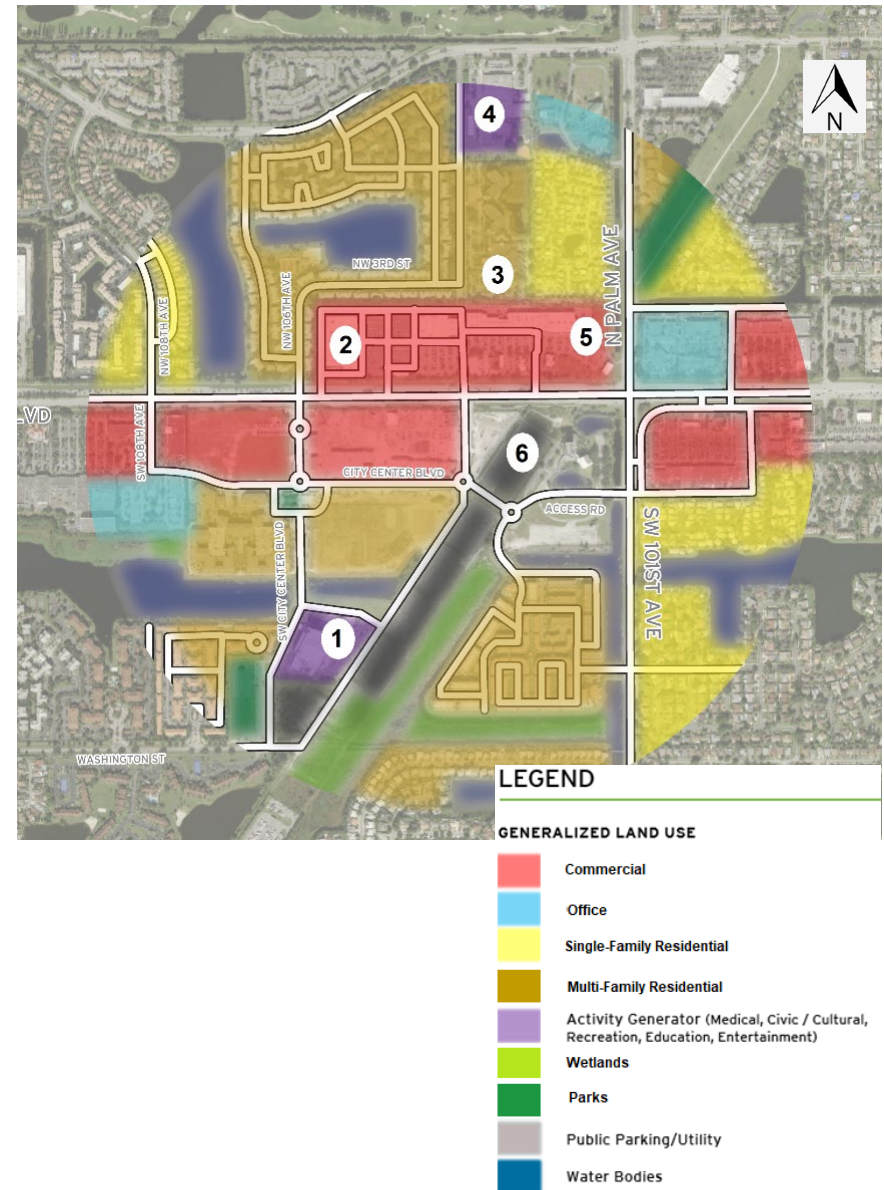 4
N
NW 3RD ST
N PALM AVE
3
NW 106TH AVE
NW 108TH AVE
2
5
LVD
SW 108TH AVE
6
CITY CENTER BLVD
ACCESS RD
SW 101ST AVE
SW CITY CENTER BLVD
1
WASHINGTON ST
LEGEND
GENERALIZED LAND USE
Commercial
Office
Single-Family Residential
Multi-Family Residential
Activity Generator (Medical, Civic / Cultural,
Recreation, Education, Entertainment)
Wetlands
Parks
Public Parking/Utility
Water Bodies